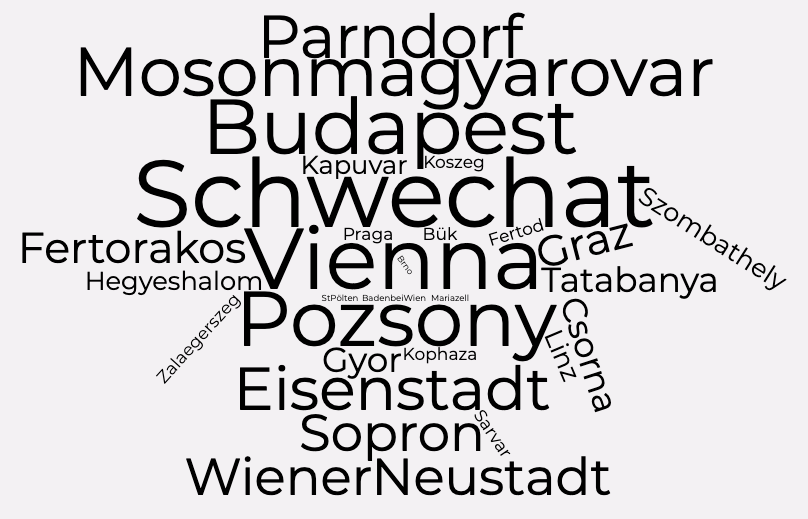 Parndorf
Mosonmagyarovar
Budapest
Kapuvar Koszeg
Schwechat
Szombathely
Praga Bük Fertod Graz
Fertorakos Vienna
Brno
Hegyeshalom Tatabanya
StPölten BadenbeiWien Mariazell
Zalaegerszeg Pozsony Csorna
Linz
Gyor Kophaza
Eisenstadt
Sopron Sarvar
WienerNeustadt